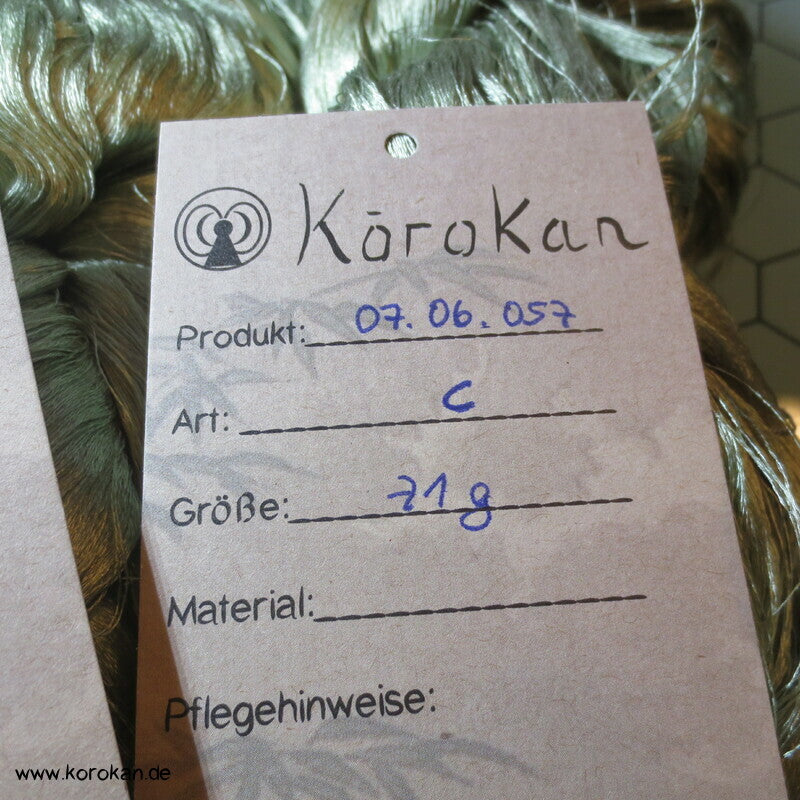 Kōrokan
Produkt: 07.06.057
Art: C
Größe: 71 g
Material:
Pflegehinweise:
www.korokan.de